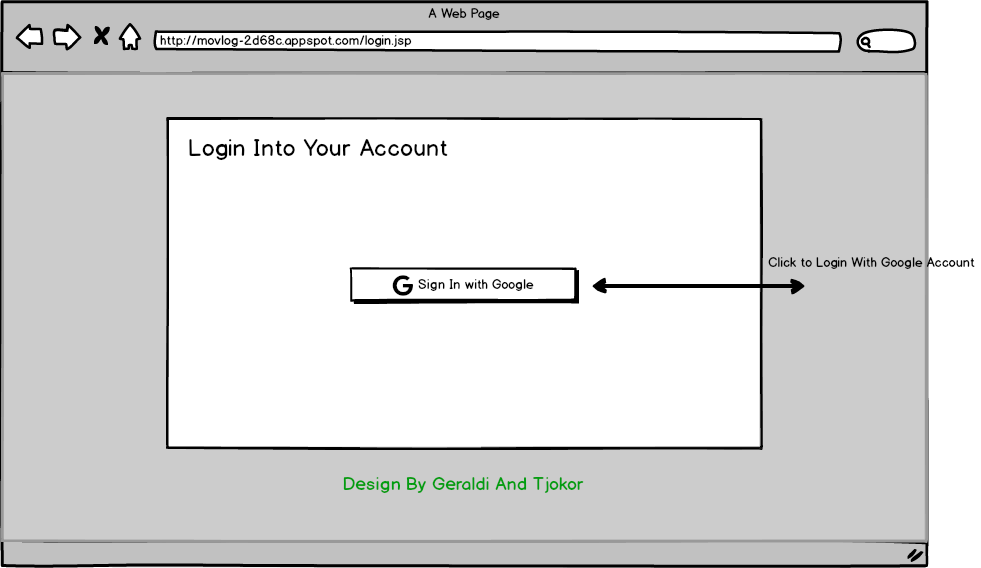 A Web Page
http://movlog-2d68c.appspot.com/login.jsp
Login Into Your Account
Click to Login With Google Account
G Sign In with Google
Design By Geraldi And Tjokor